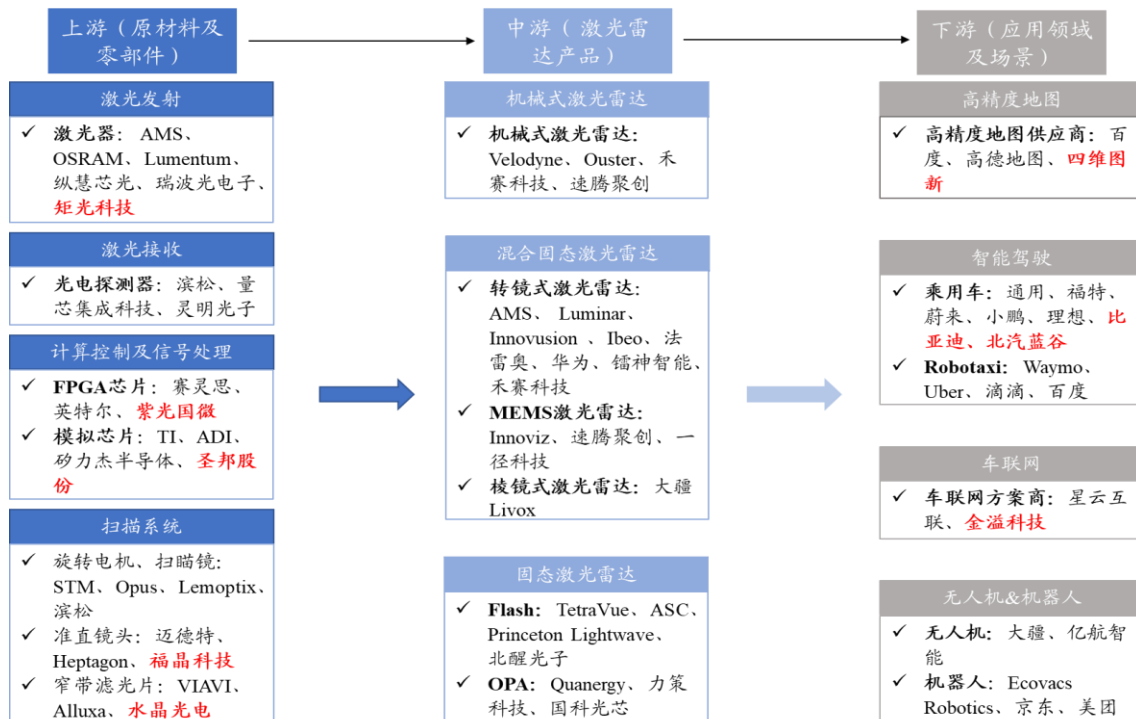 上游（原材料及
零部件）
激光发射
✓ 激光器：AMS、
OSRAM、Lumentum、
纵慧芯光、瑞波光电子、
矩光科技
激光接收
✓ 光电探测器：滨松、量
芯集成科技、灵明光子
计算控制及信号处理
✓ FPGA芯片：赛灵思、
英特尔、紫光国微
✓ 模拟芯片：TI、ADI、
矽力杰半导体、圣邦股
份
扫描系统
✓ 旋转电机、扫瞄镜：
STM、Opus、Lemoptix、
滨松
✓ 准直镜头：迈德特、
Heptagon、福晶科技
✓ 窄带滤光片：VIAVI、
Alluxa、水晶光电
中游（激光雷
达产品）
机械式激光雷达
✓ 机械式激光雷达：
Velodyne、Ouster、禾
赛科技、速腾聚创
混合固态激光雷达
✓ 转镜式激光雷达：
AMS、Luminar、
Innovusion 、Ibeo、法
雷奥、华为、镭神智能、
禾赛科技
✓ MEMS激光雷达：
Innoviz、速腾聚创、一
径科技
✓ 棱镜式激光雷达：大疆
Livox
固态激光雷达
✓ Flash：TetraVue、ASC、
Princeton Lightwave、
北醒光子
✓ OPA：Quanergy、力策
科技、国科光芯
下游（应用领域
及场景）
高精度地图
✓ 高精度地图供应商：百
度、高德地图、四维图
新
智能驾驶
✓ 乘用车：通用、福特、
蔚来、小鹏、理想、比
亚迪、北汽蓝谷
✓ Robotaxi：Waymo、
Uber、滴滴、百度
车联网
✓ 车联网方案商：星云互
联、金溢科技
无人机&机器人
✓ 无人机：大疆、亿航智
能
✓ 机器人：Ecovacs
Robotics、京东、美团